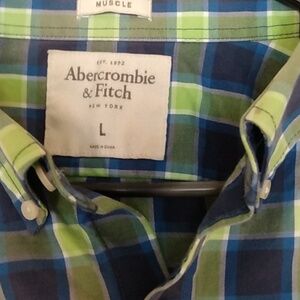 MUSCLE
EST. 1892
Abercrombie
& Fitch
NEW YORK
L
MADE IN CHINA